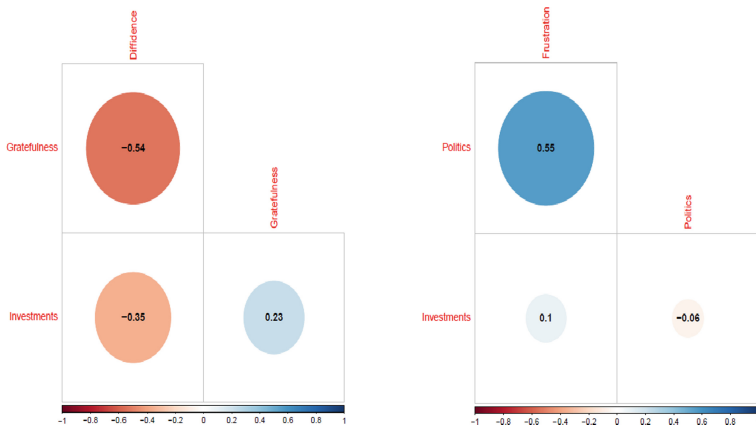 Diffidence
Gratefulness
−0.54
Gratefulness
Investments
−0.35
0.23
−1 −0.8 −0.6 −0.4 −0.2 0 0.2 0.4 0.6 0.8 1
Frustration
Politics
0.55
Politics
Investments
0.1
−0.06
−1 −0.8 −0.6 −0.4 −0.2 0 0.2 0.4 0.6 0.8